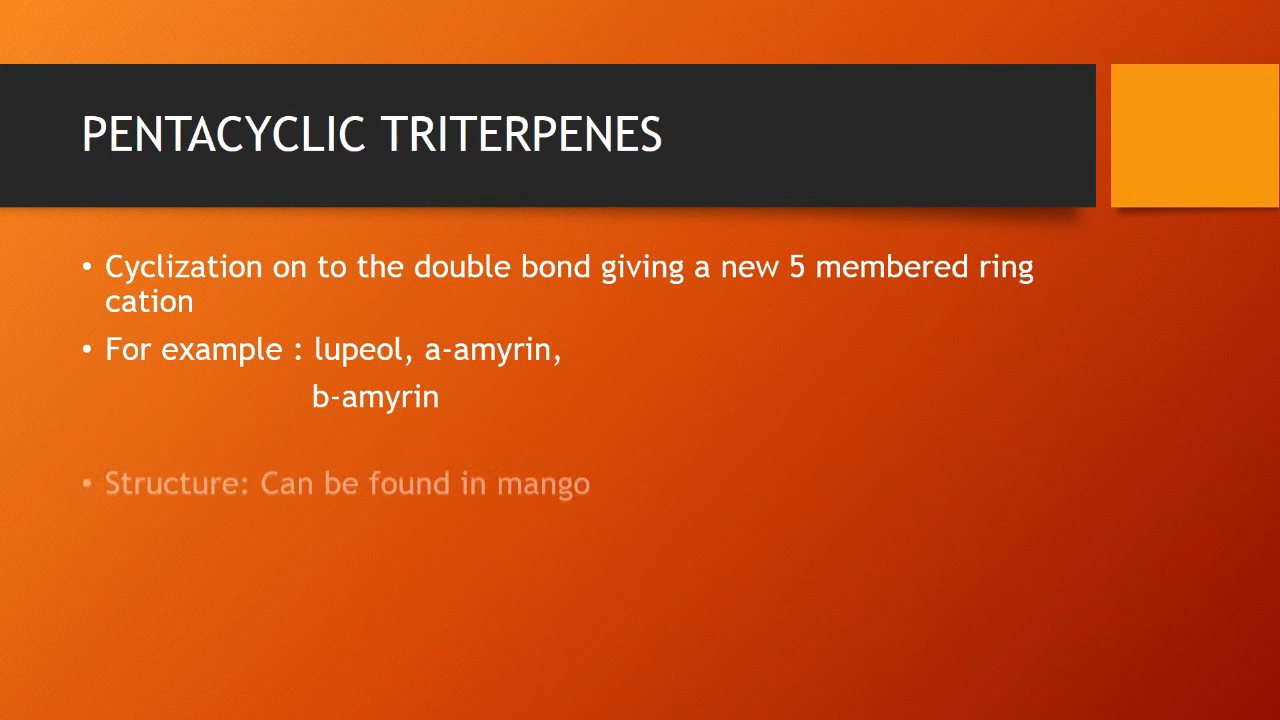 PENTACYCLIC TRITERPENES
• Cyclization on to the double bond giving a new 5 membered ring
cation
• For example : lupeol, a-amyrin,
b-amyrin
• Structure: Can be found in mango